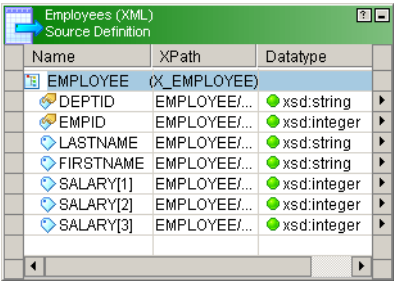 Employees (XML)
Source Definition
Name XPath Datatype
EMPLOYEE (X_EMPLOYEE)
DEPTID EMPLOYEE/... xsd:string
EMPID EMPLOYEE/... xsd:integer
LASTNAME EMPLOYEE/... xsd:string
FIRSTNAME EMPLOYEE/... xsd:string
SALARY[1] EMPLOYEE/... xsd:integer
SALARY[2] EMPLOYEE/... xsd:integer
SALARY[3] EMPLOYEE/... xsd:integer